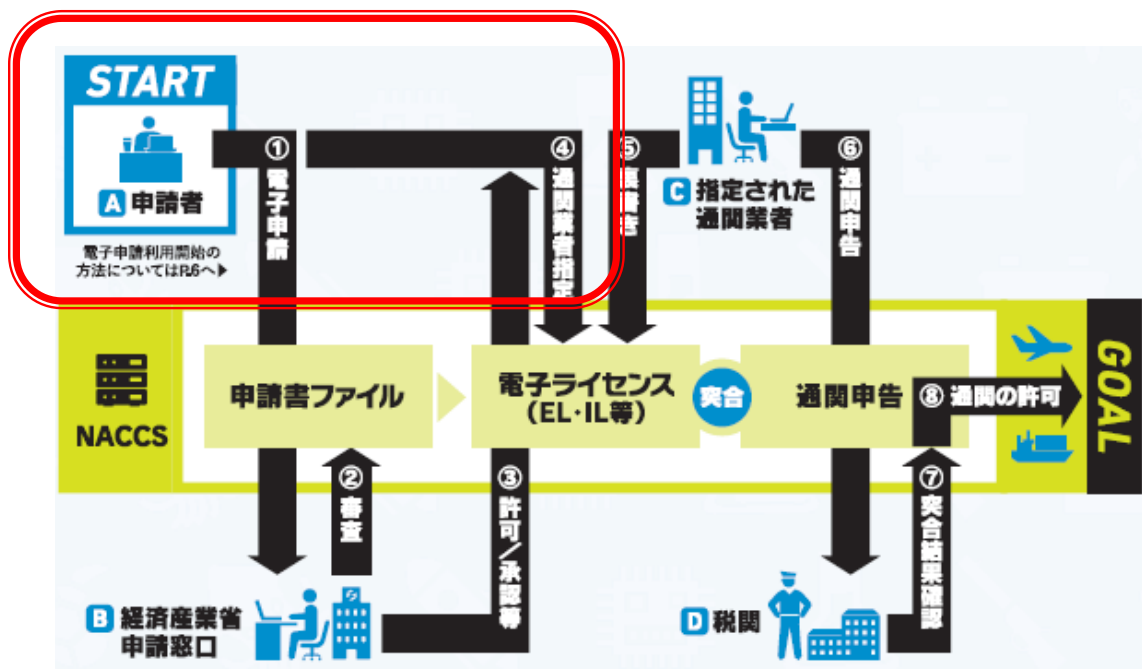 START
A 申請者
電子申請利用開始の
方法についてはP.6へ▶
① 電子申請
④ 通関業者指定
⑤ 裏書き
⑥ 通関申告
C 指定された
通関業者
NACCS
申請書ファイル
電子ライセンス
(EL・IL等)
突合
通関申告
⑧ 通関の許可
GOAL
② 審査
③ 許可/承認等
⑦ 突合結果確認
B 経済産業省
申請窓口
D 税関